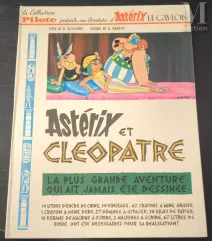 M
La Collection
Pilote présente une Aventure d' Astérix LE GAULOIS
TEXTE DE R. GOSCINNY DESSINS DE A. UDERZO
Astérix ET
CLEOPATRE
LA PLUS GRANDE AVENTURE
QUI AIT JAMAIS ÉTÉ DESSINÉE
14 LITRES D'ENCRE DE CHINE, 30 PINCEAUX, 62 CRAYONS À MINE GRASSE,
1 CRAYON À MINE DURE, 27 GOMMES À EFFACER, 38 KILOS DE PAPIER,
16 RUBANS DE MACHINE À ÉCRIRE, 2 MACHINES À ÉCRIRE, 67 LITRES DE
BIÈRE ONT ÉTÉ NÉCESSAIRES POUR SA RÉALISATION!